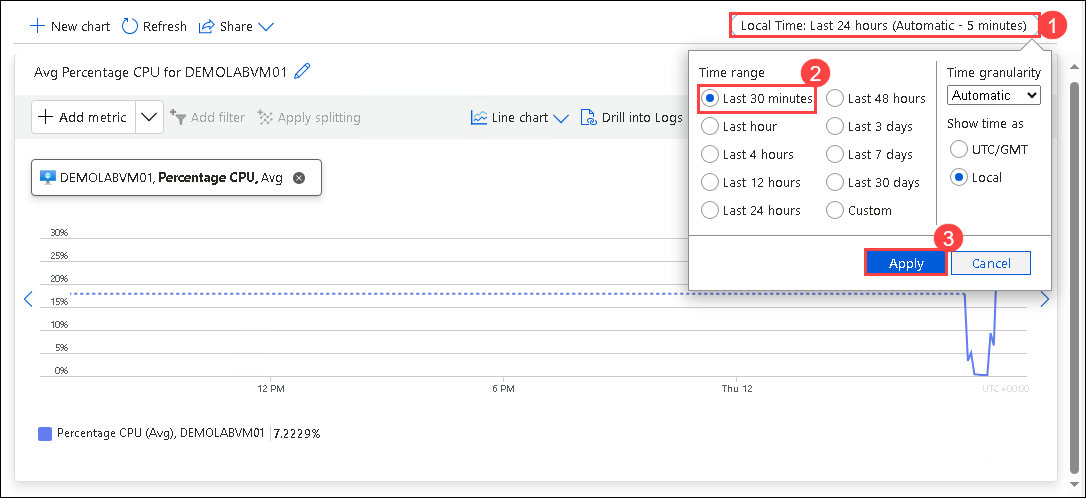 New chart Refresh Share Local Time: Last 24 hours (Automatic - 5 minutes) 1
Avg Percentage CPU for DEMOLABVM01
Add metric Add filter Apply splitting Line chart Drill into Logs
Time range 2
Last 30 minutes Last 48 hours
Last hour Last 3 days
Last 4 hours Last 7 days
Last 12 hours Last 30 days
Last 24 hours Custom
Time granularity
Automatic
Show time as
UTC/GMT
Local
3
Apply Cancel
DEMOLABVM01, Percentage CPU, Avg
30%
25%
20%
15%
10%
5%
0%
12 PM 6 PM Thu 12 UTC+00:00
Percentage CPU (Avg), DEMOLABVM01 7.2229%